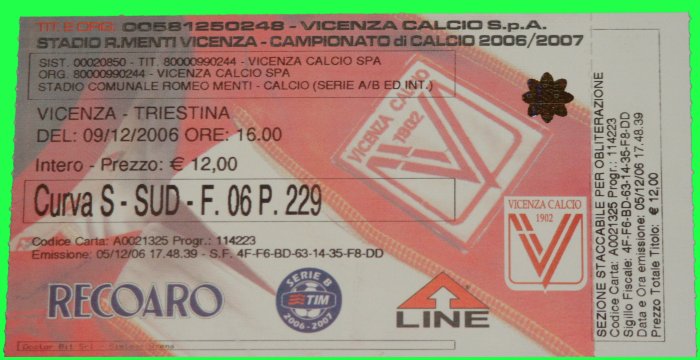 TIT. E ORG. 00581250248 - VICENZA CALCIO S.p.A.
STADIO R.MENTI VICENZA - CAMPIONATO di CALCIO 2006/2007
SIST. 00020850 - TIT. 80000990244 - VICENZA CALCIO SPA
ORG. 80000990244 - VICENZA CALCIO SPA
STADIO COMUNALE ROMEO MENTI - CALCIO (SERIE A/B ED INT.)
VICENZA - TRIESTINA
DEL: 09/12/2006 ORE: 16.00
Intero - Prezzo: € 12,00
Curva S - SUD - F. 06 P. 229
Codice Carta: A0021325 Progr.: 114223
Emissione: 05/12/06 17.48.39 - S.F. 4F-F6-BD-63-14-35-F8-DD
RECOARO
SERIE B
TIM
2006-2007
LINE
VICENZA CALCIO
1902
VICENZA CALCIO
1902
Doctor Bit Srl -
SEZIONE STACCABILE PER OBLITERAZIONE
Codice Carta: A0021325 Progr.: 114223
Sigillo Fiscale: 4F-F6-BD-63-14-35-F8-DD
Data e Ora emissione: 05/12/06 17.48.39
Prezzo Totale Titolo: € 12,00